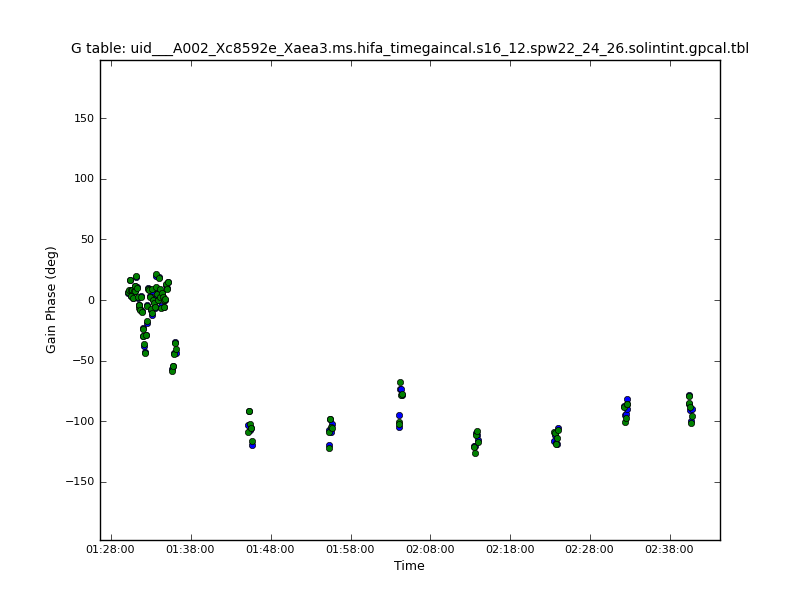 G table: uid___A002_Xc8592e_Xaea3.ms.hifa_timegaincal.s16_12.spw22_24_26.solintint.gpcal.tbl
150
100
50
0
−50
−100
−150
Gain Phase (deg)
01:28:00 01:38:00 01:48:00 01:58:00 02:08:00 02:18:00 02:28:00 02:38:00
Time